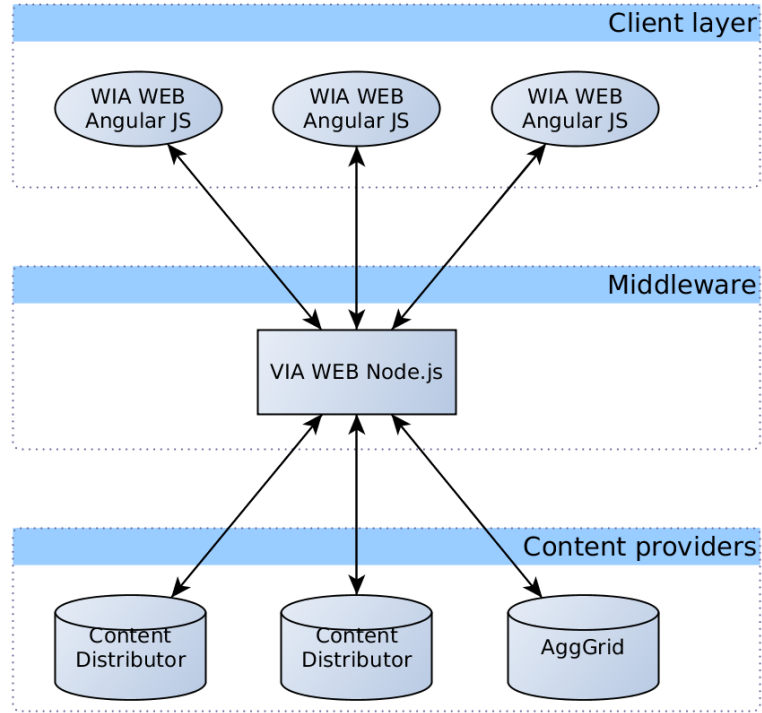 Client layer
WIA WEB
Angular JS
WIA WEB
Angular JS
WIA WEB
Angular JS
Middleware
VIA WEB Node.js
Content providers
Content
Distributor
Content
Distributor
AggGrid